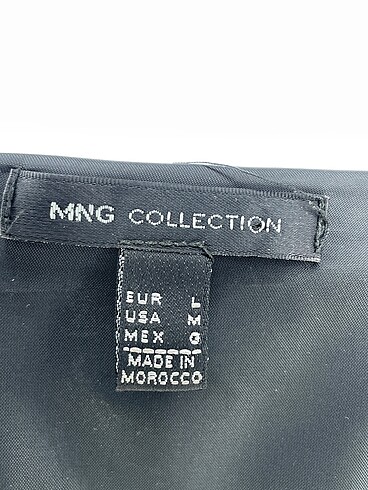 MNG COLLECTION
EUR L
USA M
MEX G
MADE IN
MOROCCO